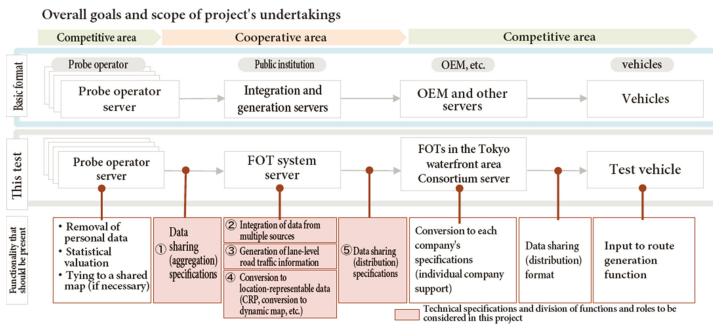 Overall goals and scope of project's undertakings
Competitive area
Cooperative area
Competitive area
Basic format
Probe operator
Public institution
OEM, etc.
vehicles
Probe operator
server
Integration and
generation servers
OEM and other
servers
Vehicles
This test
Probe operator
server
FOT system
server
FOTs in the Tokyo
waterfront area
Consortium server
Test vehicle
Functionality that
should be present
• Removal of
personal data
• Statistical
valuation
• Tying to a shared
map (if necessary)
① Data
sharing
(aggregation)
specifications
② Integration of data from
multiple sources
③ Generation of lane-level
road traffic information
④ Conversion to
location-representable data
(CRP, conversion to
dynamic map, etc.)
⑤ Data sharing
(distribution)
specifications
Conversion to each
company's
specifications
(individual company
support)
Data sharing
(distribution)
format
Input to route
generation
function
Technical specifications and division of functions and roles to
be considered in this project